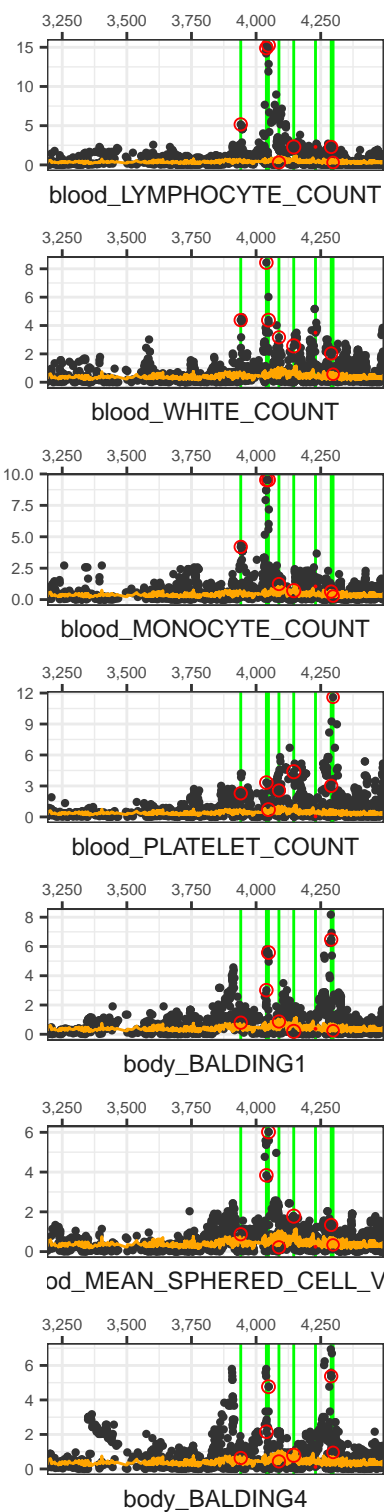 3,250 3,500 3,750 4,000 4,250
15
10
5
0
blood_LYMPHOCYTE_COUNT
3,250 3,500 3,750 4,000 4,250
8
6
4
2
0
blood_WHITE_COUNT
3,250 3,500 3,750 4,000 4,250
10.0
7.5
5.0
2.5
0.0
blood_MONOCYTE_COUNT
3,250 3,500 3,750 4,000 4,250
12
9
6
3
0
blood_PLATELET_COUNT
3,250 3,500 3,750 4,000 4,250
8
6
4
2
0
body_BALDING1
3,250 3,500 3,750 4,000 4,250
6
4
2
0
od_MEAN_SPHERED_CELL_V
3,250 3,500 3,750 4,000 4,250
6
4
2
0
body_BALDING4